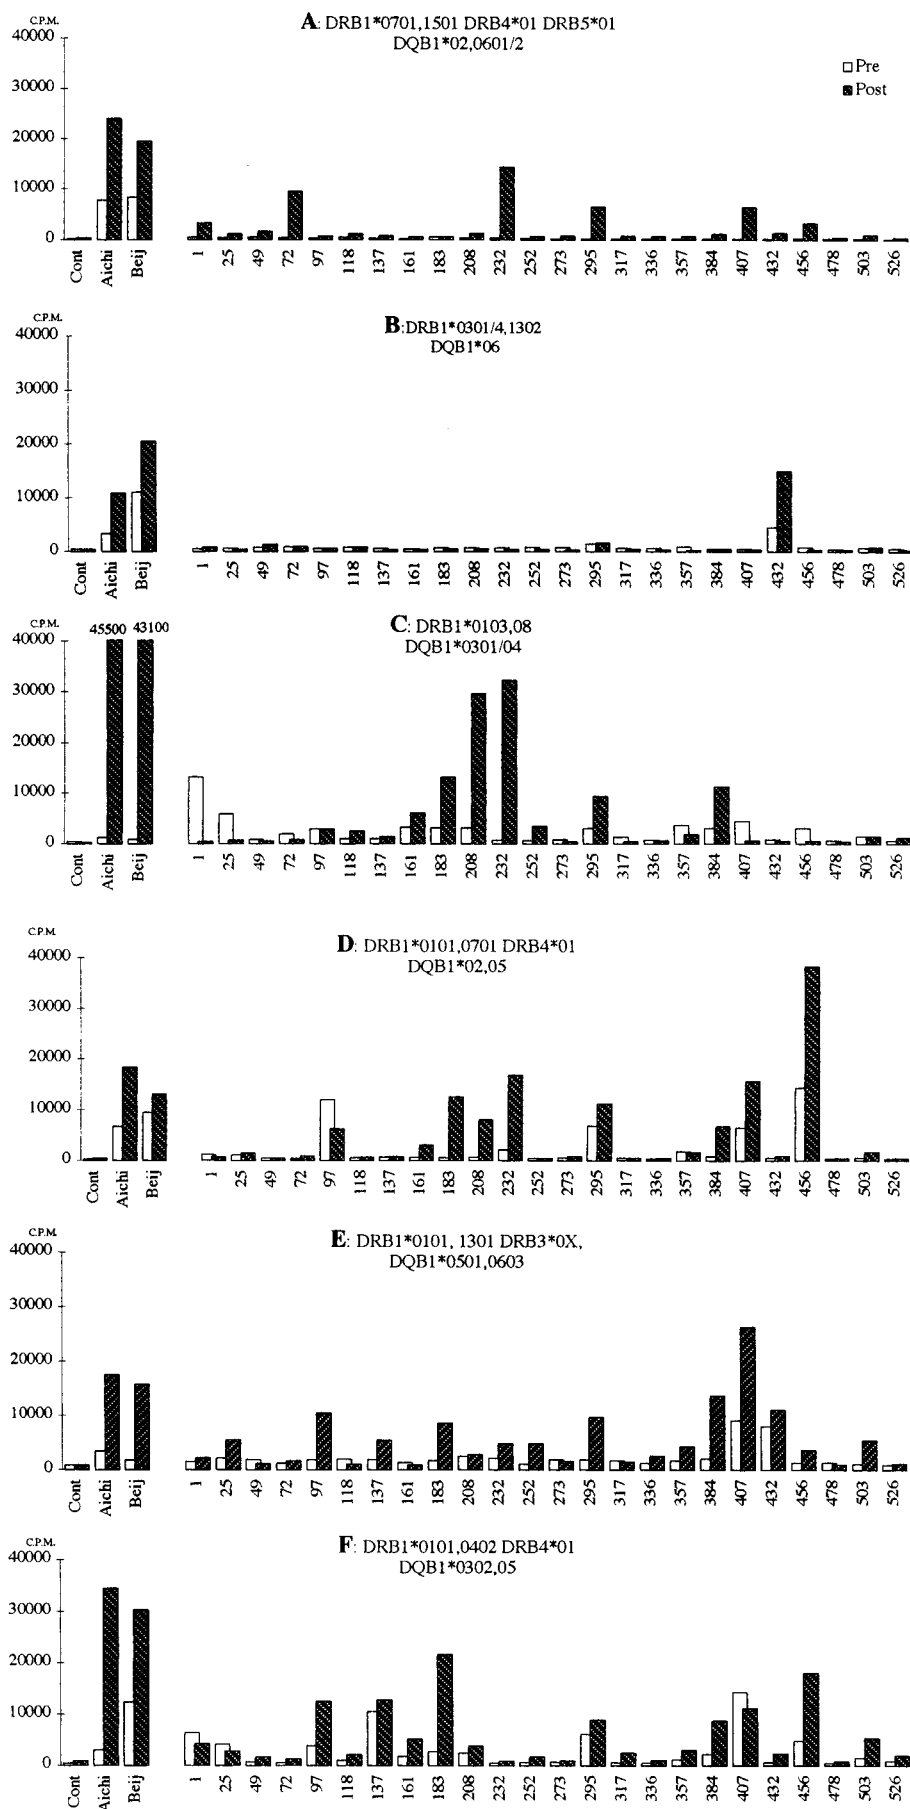 C.P.M.
A: DRB1*0701,1501 DRB4*01 DRB5*01
DQB1*02,0601/2
Pre
Post
40000
30000
20000
10000
0
Cont Aichi Beij 1 25 49 72 97 118 137 161 183 208 232 252 273 295 317 336 357 384 407 432 456 478 503 526
C.P.M.
B:DRB1*0301/4,1302
DQB1*06
40000
30000
20000
10000
0
Cont Aichi Beij 1 25 49 72 97 118 137 161 183 208 232 252 273 295 317 336 357 384 407 432 456 478 503 526
C.P.M.
C: DRB1*0103,08
DQB1*0301/04
45500 43100
40000
30000
20000
10000
0
Cont Aichi Beij 1 25 49 72 97 118 137 161 183 208 232 252 273 295 317 336 357 384 407 432 456 478 503 526
C.P.M.
D: DRB1*0101,0701 DRB4*01
DQB1*02,05
40000
30000
20000
10000
0
Cont Aichi Beij 1 25 49 72 97 118 137 161 183 208 232 252 273 295 317 336 357 384 407 432 456 478 503 526
C.P.M.
E: DRB1*0101, 1301 DRB3*0X,
DQB1*0501,0603
40000
30000
20000
10000
0
Cont Aichi Beij 1 25 49 72 97 118 137 161 183 208 232 252 273 295 317 336 357 384 407 432 456 478 503 526
C.P.M.
F: DRB1*0101,0402 DRB4*01
DQB1*0302,05
40000
30000
20000
10000
0
Cont Aichi Beij 1 25 49 72 97 118 137 161 183 208 232 252 273 295 317 336 357 384 407 432 456 478 503 526